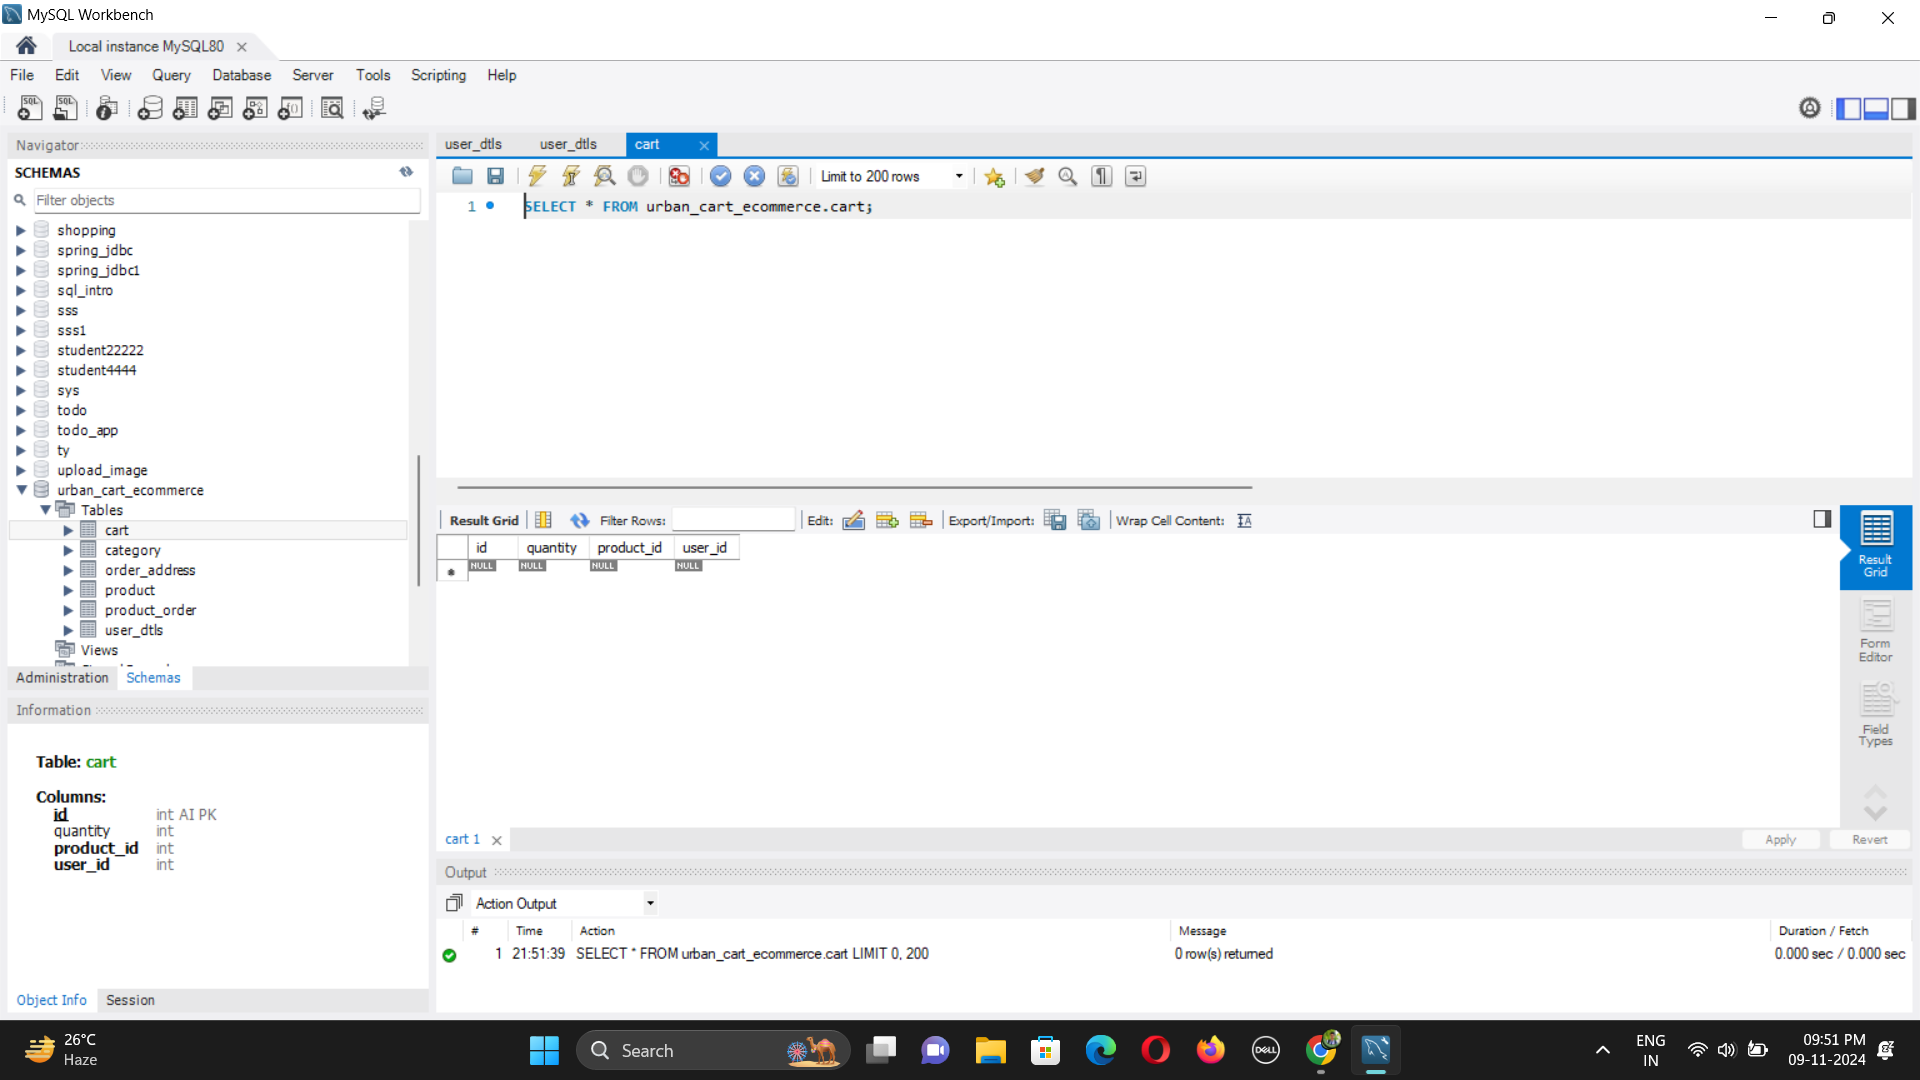 MySQL Workbench
Local instance MySQL80
File Edit View Query Database Server Tools Scripting Help
Navigator
SCHEMAS
Filter objects
shopping
spring_jdbc
spring_jdbc1
sql_intro
sss
sss1
student22222
student4444
sys
todo
todo_app
ty
upload_image
urban_cart_ecommerce
Tables
cart
category
order_address
product
product_order
user_dtls
Views
Administration Schemas
Information
Table: cart
Columns:
id int AI PK
quantity int
product_id int
user_id int
Object Info Session
user_dtls user_dtls cart
Limit to 200 rows
1 SELECT * FROM urban_cart_ecommerce.cart;
Result Grid Filter Rows: Edit: Export/Import: Wrap Cell Content:
id quantity product_id user_id
NULL NULL NULL NULL
Result
Grid
Form
Editor
Field
Types
cart 1
Apply Revert
Output
Action Output
# Time Action Message Duration / Fetch
1 21:51:39 SELECT * FROM urban_cart_ecommerce.cart LIMIT 0, 200 0 row(s) returned 0.000 sec / 0.000 sec
26°C
Haze
Search
DELL
ENG
IN
09:51 PM
09-11-2024